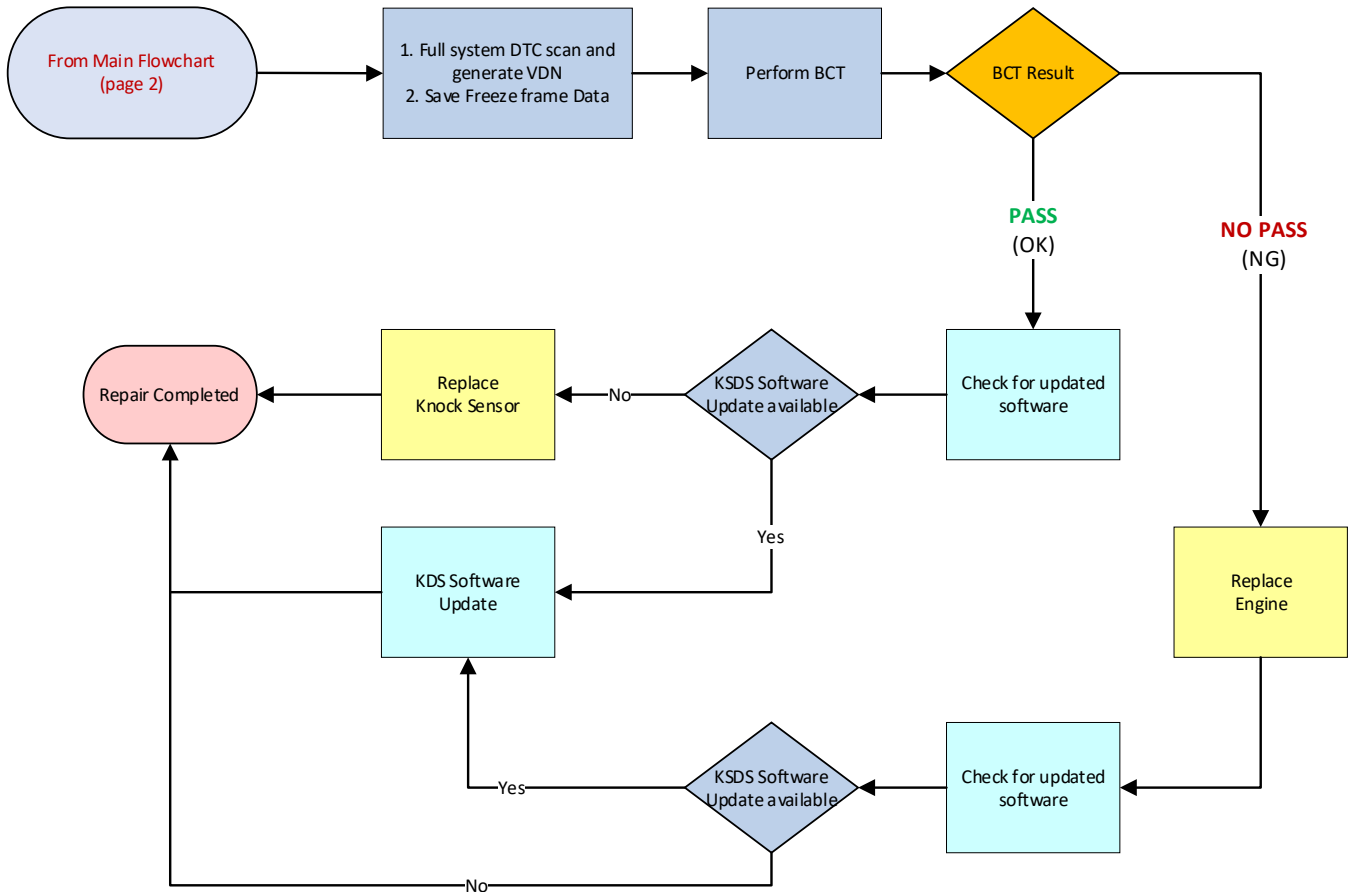 From Main Flowchart
(page 2)
1. Full system DTC scan and
generate VDN
2. Save Freeze frame Data
Perform BCT
BCT Result
PASS
(OK)
NO PASS
(NG)
Repair Completed
Replace
Knock Sensor
No
KSDS Software
Update available
Check for updated
software
Yes
KDS Software
Update
Replace
Engine
Yes
KSDS Software
Update available
Check for updated
software
No